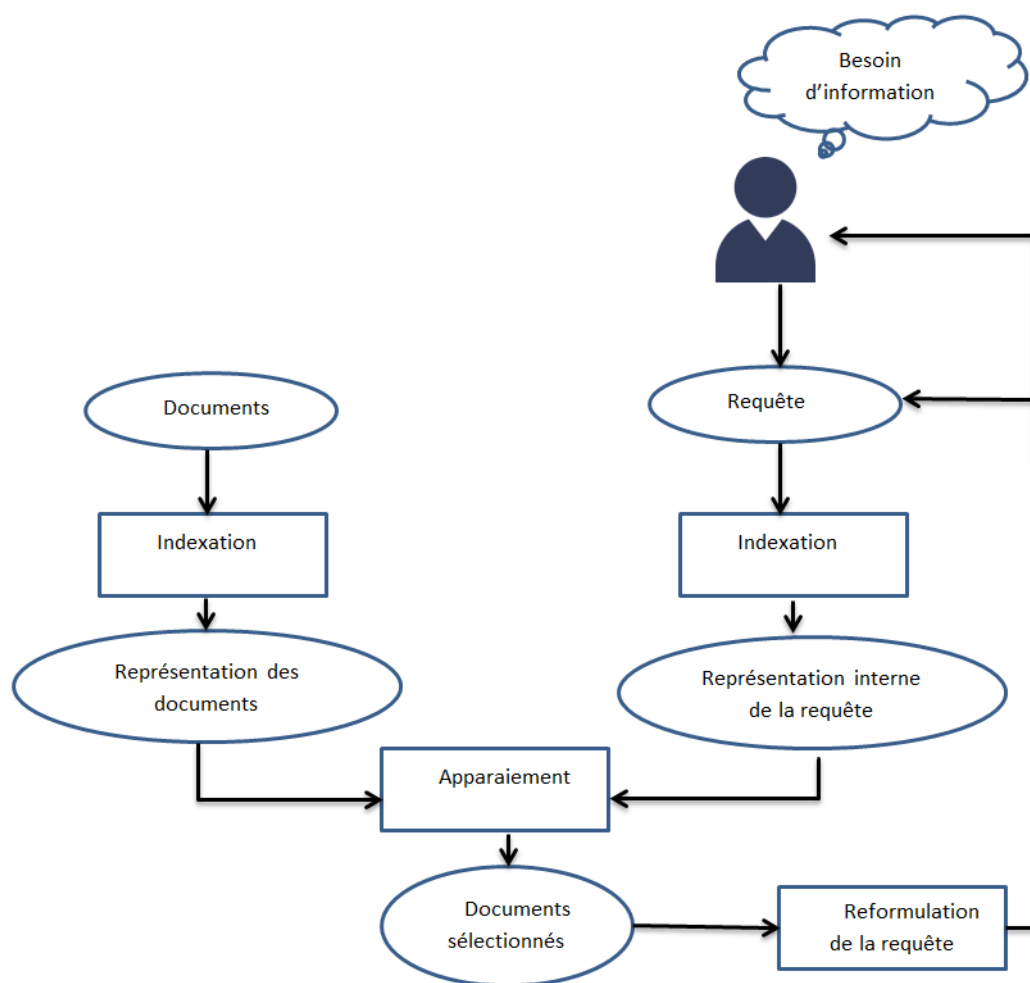 Besoin
d'information
Documents
Requête
Indexation
Indexation
Représentation des
documents
Représentation interne
de la requête
Apparaiement
Documents
sélectionnés
Reformulation
de la requête